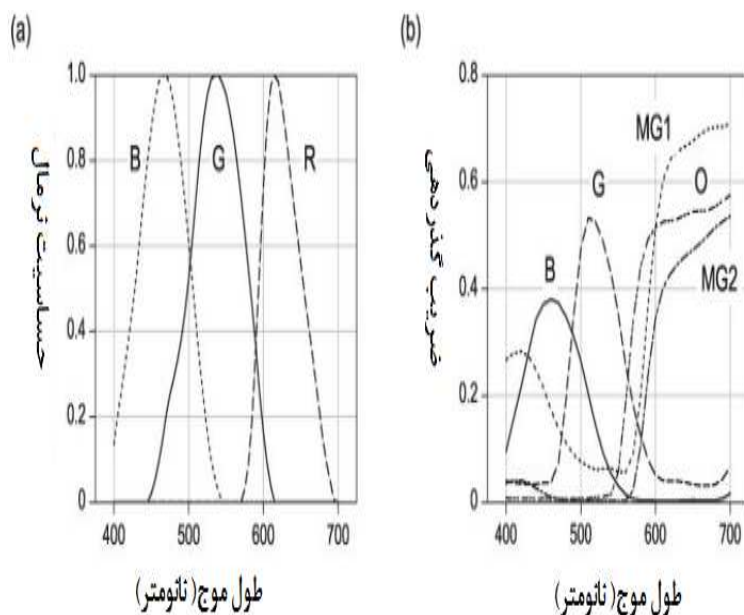 (a)
1.0
0.8
0.6
0.4
0.2
0
B
G
R
حساسیت نرمال
400 500 600 700
طول موج( نانومتر)
(b)
0.8
0.6
0.4
0.2
0
MG1
O
G
MG2
B
ضریب گذردهی
400 500 600 700
طول موج( نانومتر)